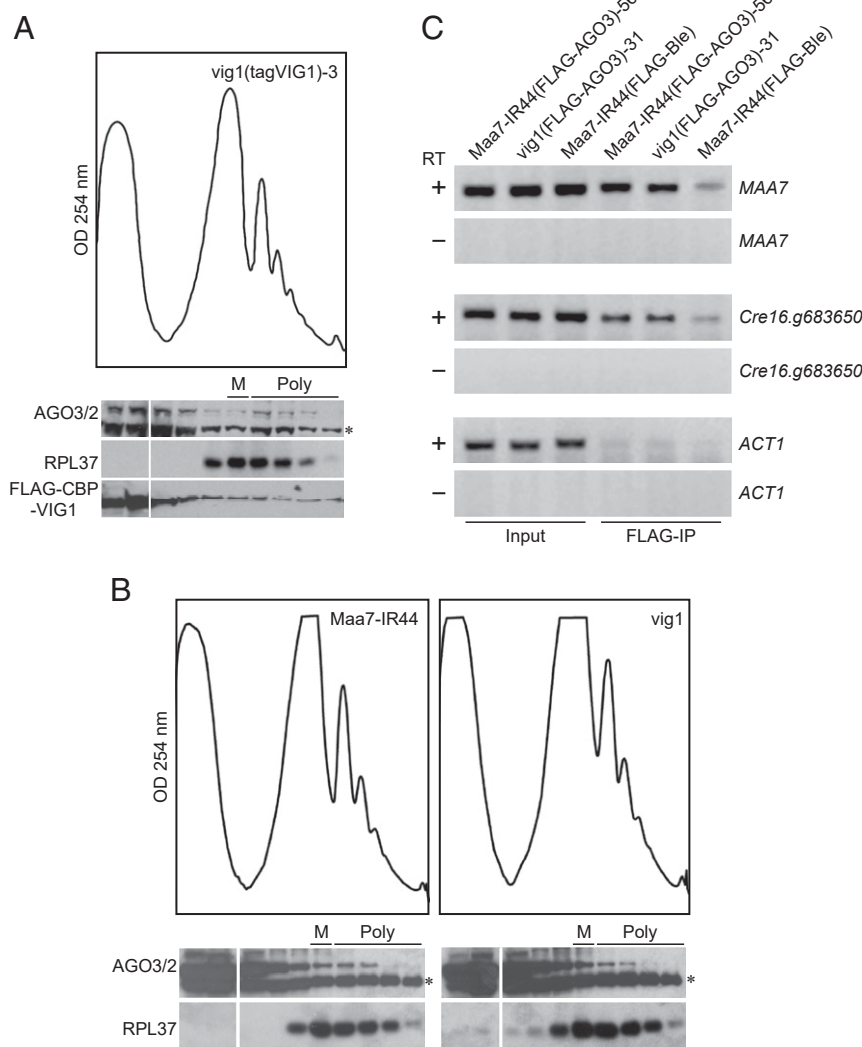 A
vig1(tagVIG1)-3
OD 254 nm
M Poly
AGO3/2
*
RPL37
FLAG-CBP
-VIG1
C
Maa7-IR44(FLAG-AGO3)-
vig1(FLAG-AGO3)-31
Maa7-IR44(FLAG-Ble)
Maa7-IR44(FLAG-AGO3)-
vig1(FLAG-AGO3)-31
Maa7-IR44(FLAG-Ble)
RT
+ MAA7
− MAA7
+ Cre16.g683650
− Cre16.g683650
+ ACT1
− ACT1
Input FLAG-IP
B
Maa7-IR44 vig1
OD 254 nm
M Poly M Poly
AGO3/2 * *
RPL37